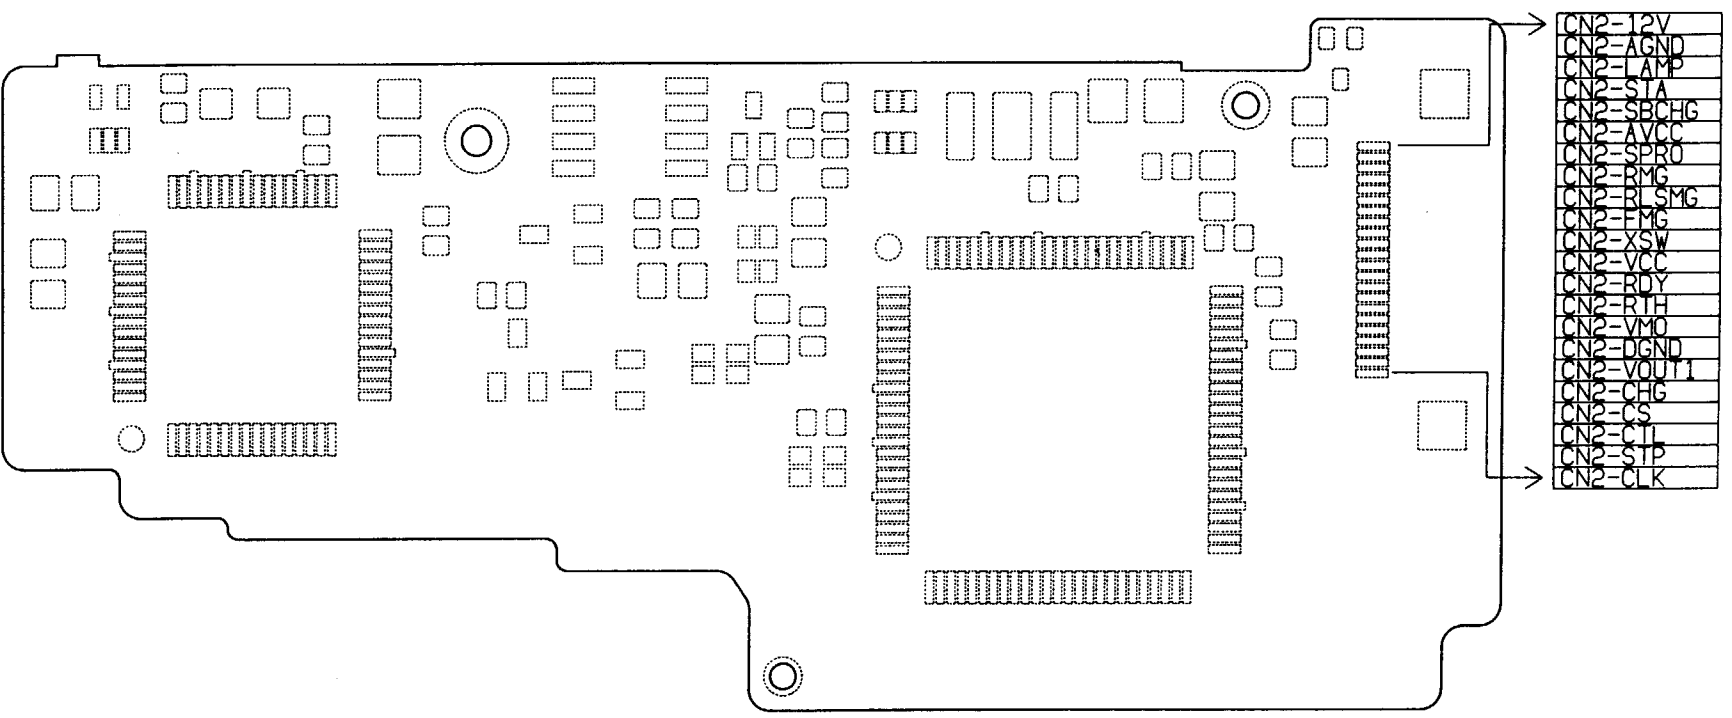 CN2-12V
CN2-AGND
CN2-LAMP
CN2-STA
CN2-SBCHG
CN2-AVCC
CN2-SPRO
CN2-RMG
CN2-RLSMG
CN2-FMG
CN2-XSW
CN2-VCC
CN2-RDY
CN2-RTH
CN2-VMO
CN2-DGND
CN2-VOUT1
CN2-CHG
CN2-CS
CN2-CTL
CN2-STP
CN2-CLK